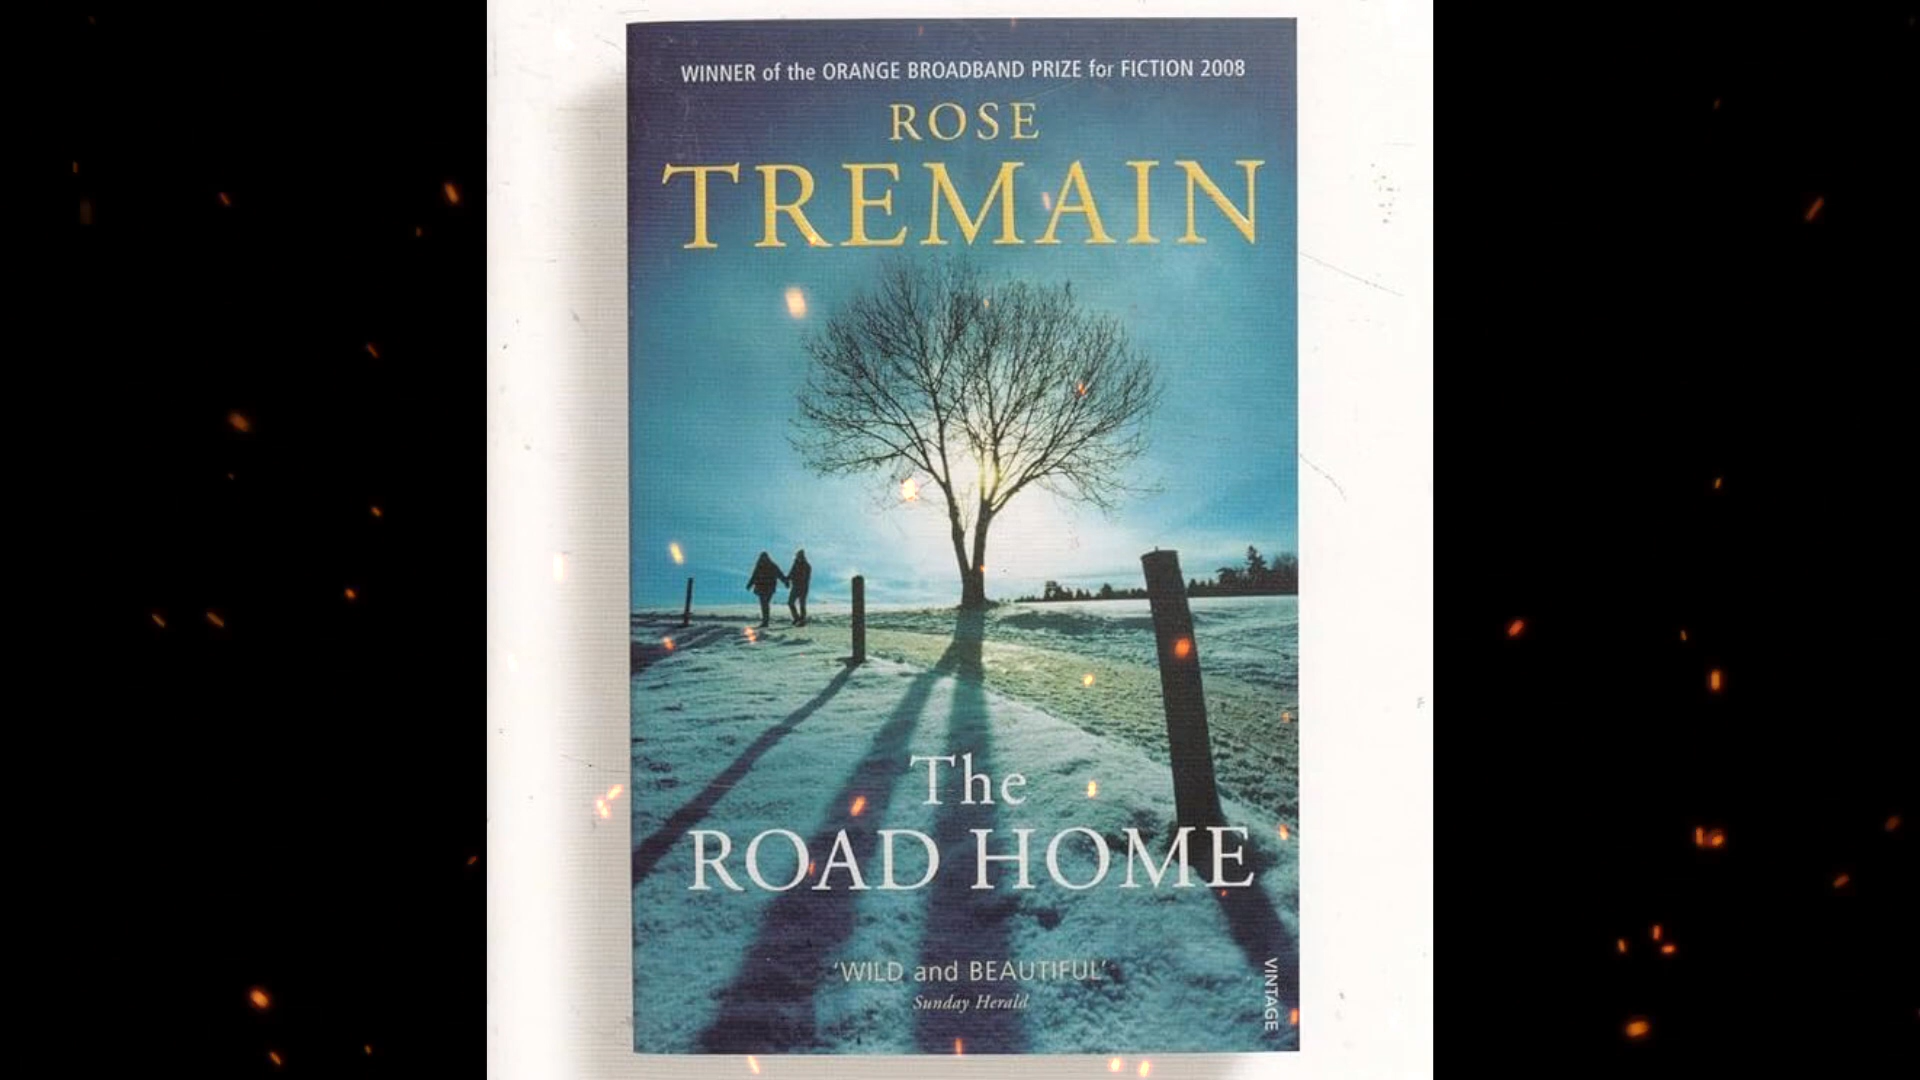 WINNER of the ORANGE BROADBAND PRIZE for FICTION 2008
ROSE
TREMAIN
The
ROAD HOME
'WILD and BEAUTIFUL'
Sunday Herald
VINTAGE